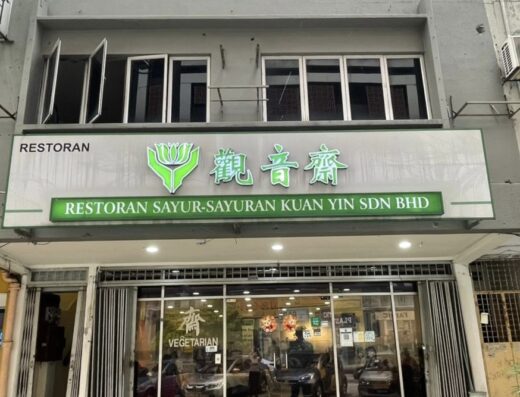 RESTORAN
觀音齋
RESTORAN SAYUR-SAYURAN KUAN YIN SDN BHD
齋
VEGETARIAN